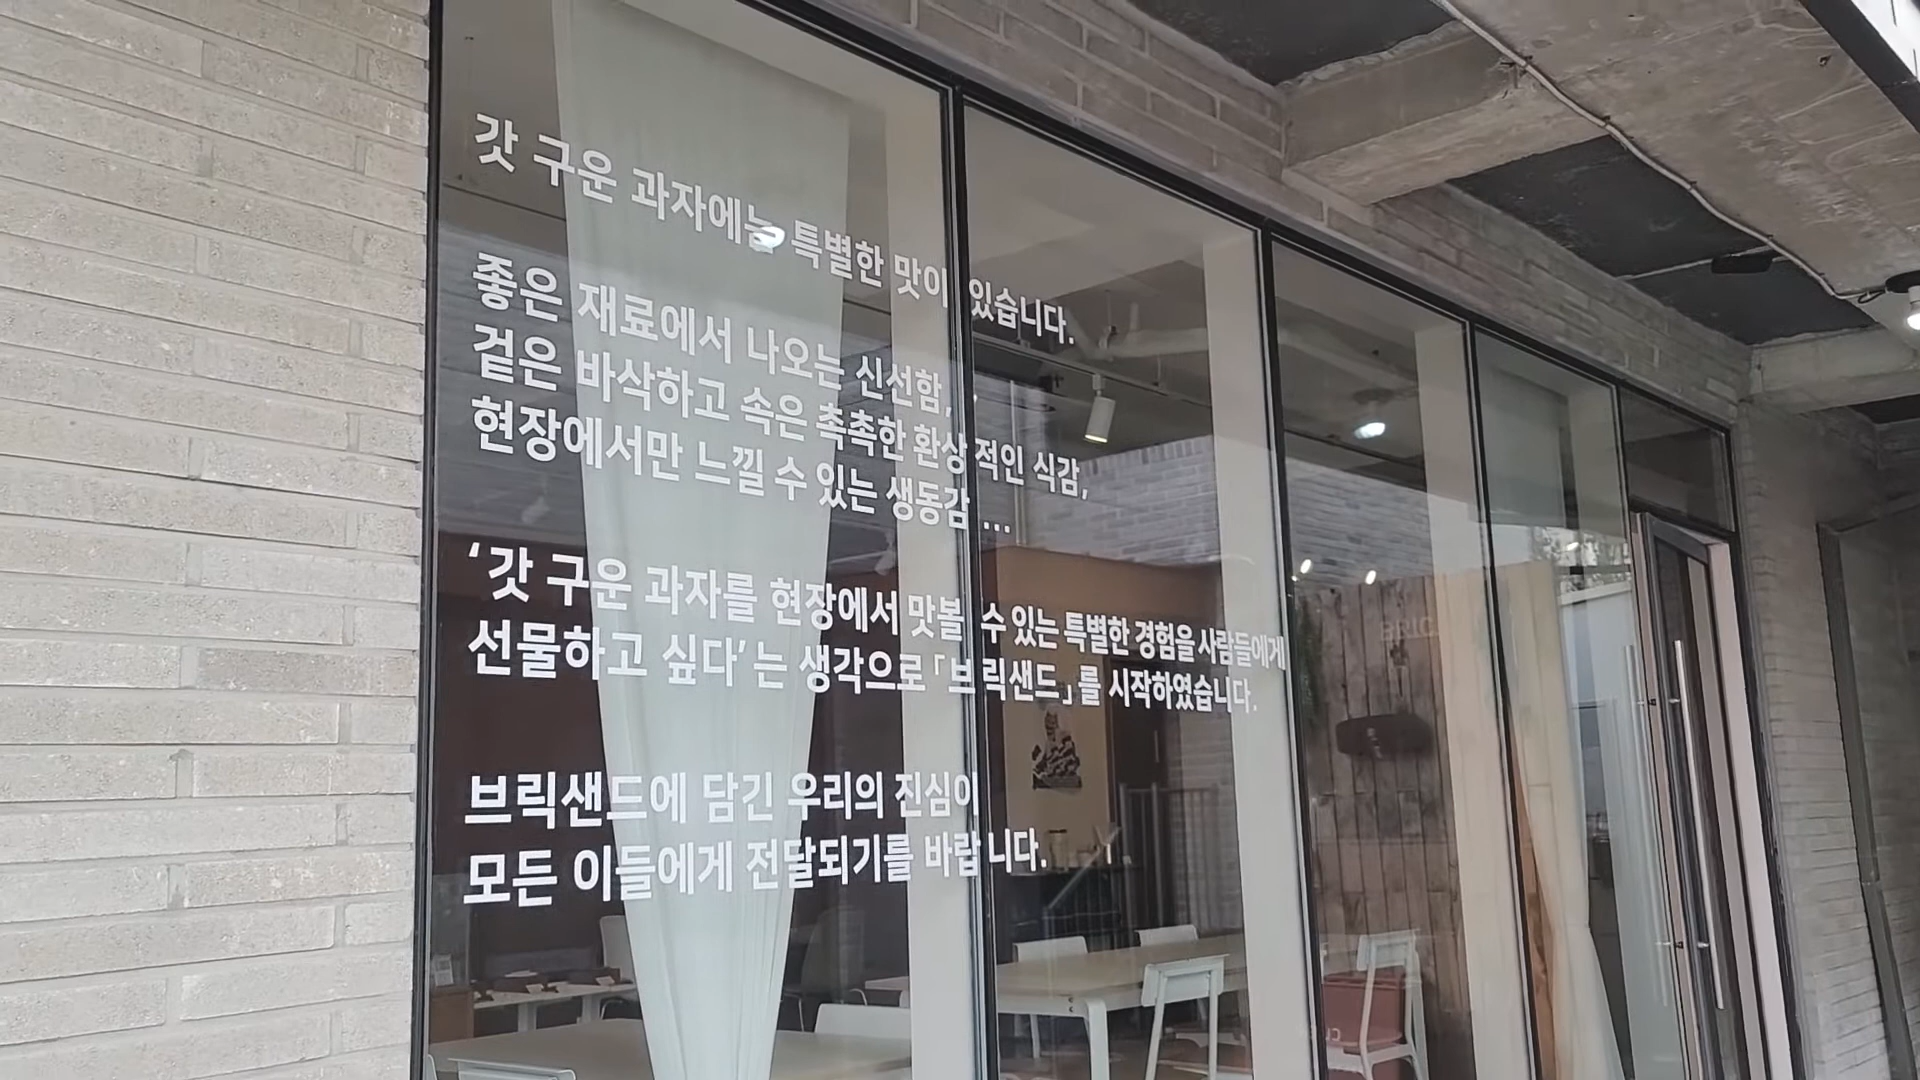 갓 구운 과자에는 특별한 맛이 있습니다.
좋은 재료에서 나오는 신선함,
겉은 바삭하고 속은 촉촉한 환상적인 식감,
현장에서만 느낄 수 있는 생동감 ...
‘갓 구운 과자를 현장에서 맛볼 수 있는 특별한 경험을 사람들에게
선물하고 싶다’는 생각으로「브릭샌드」를 시작하였습니다.
브릭샌드에 담긴 우리의 진심이
모든 이들에게 전달되기를 바랍니다.